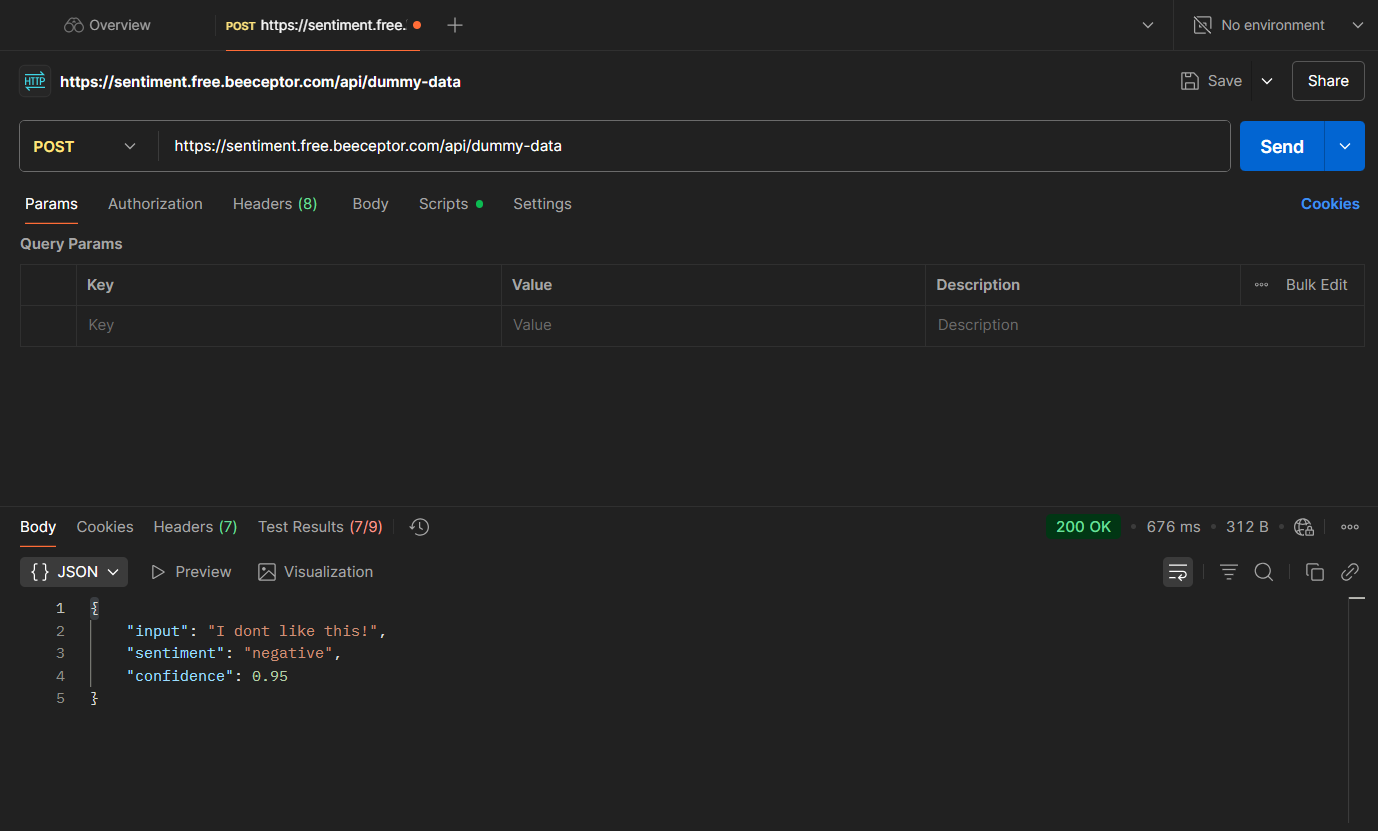 Overview
POST https://sentiment.free.
No environment
HTTP
https://sentiment.free.beeceptor.com/api/dummy-data
Save
Share
POST
https://sentiment.free.beeceptor.com/api/dummy-data
Send
Params Authorization Headers (8) Body Scripts Settings Cookies
Query Params
Key Value Description Bulk Edit
Key Value Description
Body Cookies Headers (7) Test Results (7/9) 200 OK 676 ms 312 B
{} JSON Preview Visualization
1 {
2 "input": "I dont like this!",
3 "sentiment": "negative",
4 "confidence": 0.95
5 }